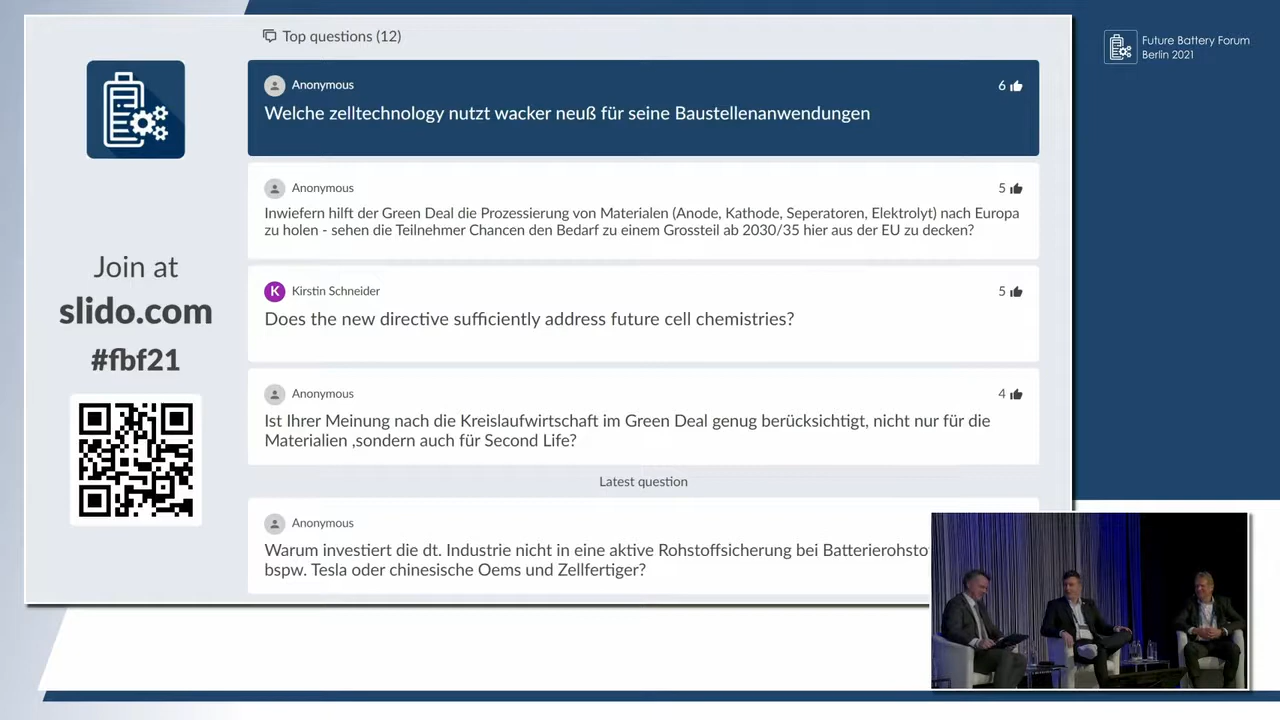 Top questions (12)
Anonymous
6
Welche zelltechnology nutzt wacker neuß für seine Baustellenanwendungen
Anonymous
5
Inwiefern hilft der Green Deal die Prozessierung von Materialen (Anode, Kathode, Seperatoren, Elektrolyt) nach Europa
zu holen - sehen die Teilnehmer Chancen den Bedarf zu einem Grossteil ab 2030/35 hier aus der EU zu decken?
K
Kirstin Schneider
5
Does the new directive sufficiently address future cell chemistries?
Anonymous
4
Ist Ihrer Meinung nach die Kreislaufwirtschaft im Green Deal genug berücksichtigt, nicht nur für die
Materialien ,sondern auch für Second Life?
Latest question
Anonymous
Warum investiert die dt. Industrie nicht in eine aktive Rohstoffsicherung bei
bspw. Tesla oder chinesische Oems und Zellfertiger?
Join at
slido.com
#fbf21
Future Battery Forum
Berlin 2021